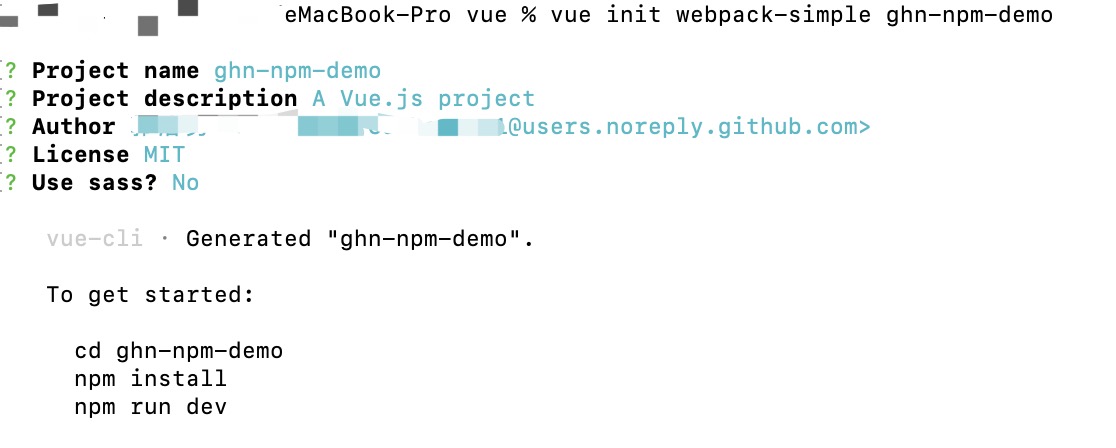 eMacBook-Pro vue % vue init webpack-simple ghn-npm-demo
? Project name ghn-npm-demo
? Project description A Vue.js project
? Author @users.noreply.github.com>
? License MIT
? Use sass? No
vue-cli · Generated "ghn-npm-demo".
To get started:
cd ghn-npm-demo
npm install
npm run dev